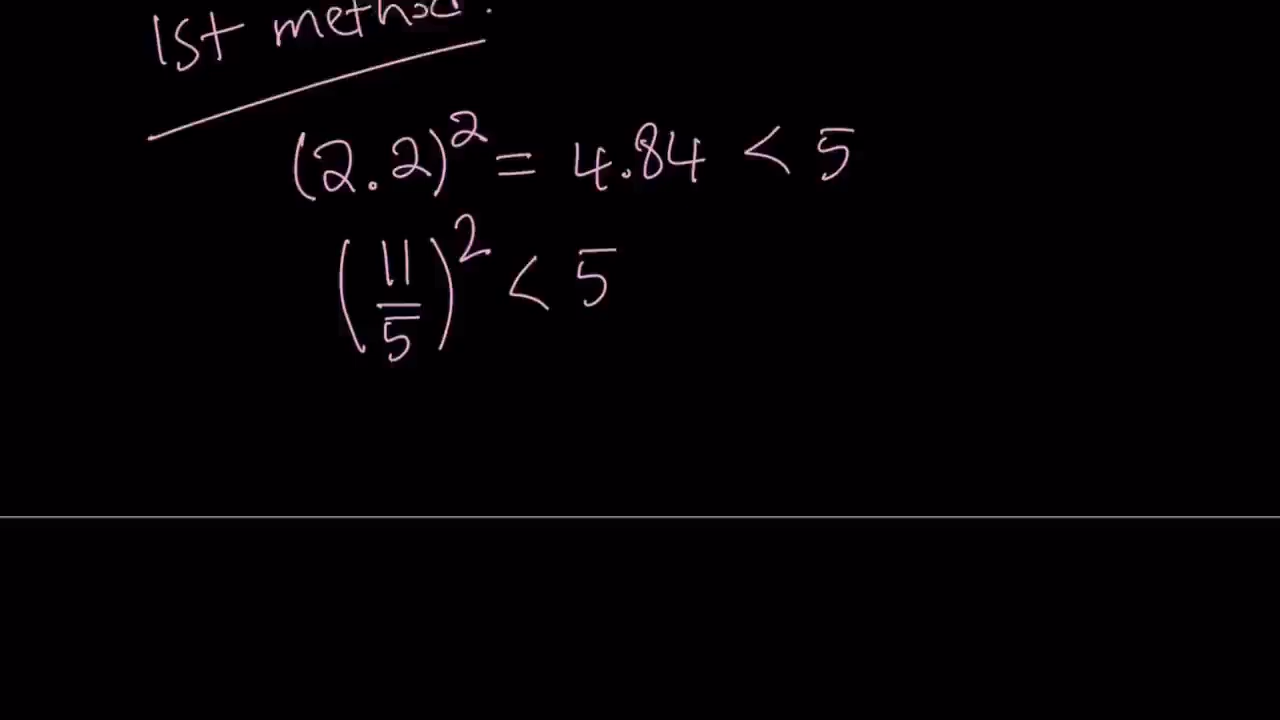 1st method:
(2.2)² = 4.84 < 5
(11/5)² < 5